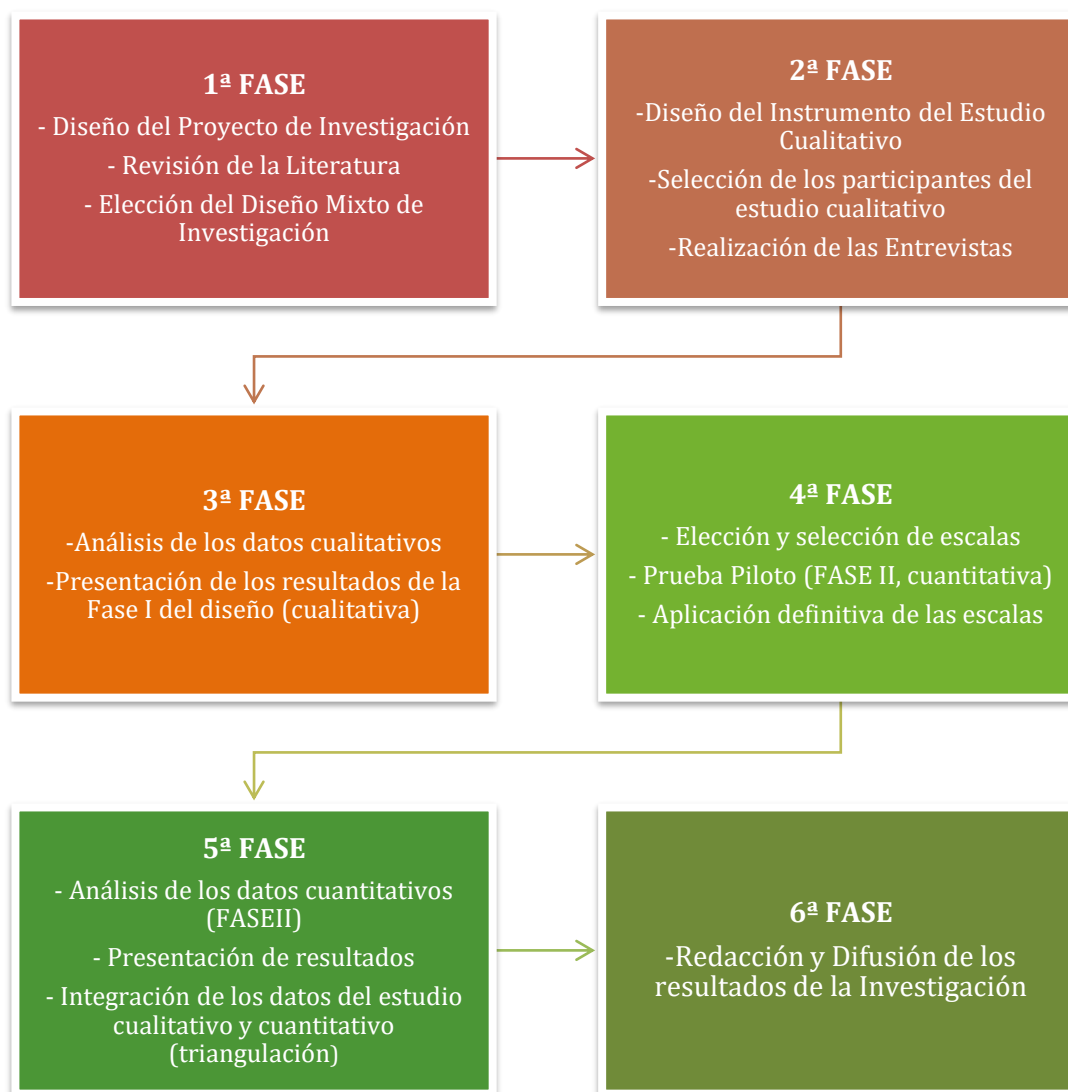 1ª FASE
- Diseño del Proyecto de Investigación
- Revisión de la Literatura
- Elección del Diseño Mixto de
Investigación
2ª FASE
-Diseño del Instrumento del Estudio
Cualitativo
-Selección de los participantes del
estudio cualitativo
-Realización de las Entrevistas
3ª FASE
-Análisis de los datos cualitativos
-Presentación de los resultados de la
Fase I del diseño (cualitativa)
4ª FASE
- Elección y selección de escalas
- Prueba Piloto (FASE II, cuantitativa)
- Aplicación definitiva de las escalas
5ª FASE
- Análisis de los datos cuantitativos
(FASEII)
- Presentación de resultados
- Integración de los datos del estudio
cualitativo y cuantitativo
(triangulación)
6ª FASE
-Redacción y Difusión de los
resultados de la Investigación